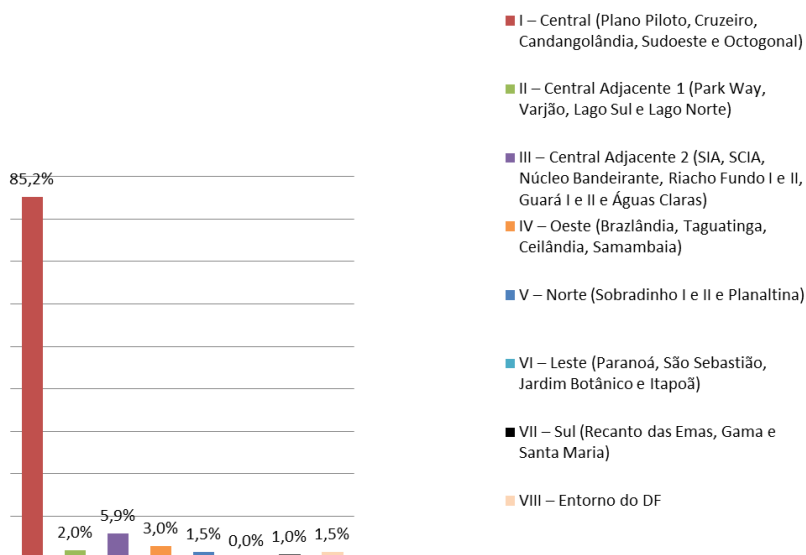 I – Central (Plano Piloto, Cruzeiro,
Candangolândia, Sudoeste e Octogonal)
II – Central Adjacente 1 (Park Way,
Varjão, Lago Sul e Lago Norte)
III – Central Adjacente 2 (SIA, SCIA,
Núcleo Bandeirante, Riacho Fundo I e II,
Guará I e II e Águas Claras)
IV – Oeste (Brazlândia, Taguatinga,
Ceilândia, Samambaia)
V – Norte (Sobradinho I e II e Planaltina)
VI – Leste (Paranoá, São Sebastião,
Jardim Botânico e Itapoã)
VII – Sul (Recanto das Emas, Gama e
Santa Maria)
VIII – Entorno do DF
85,2%
2,0%
5,9%
3,0%
1,5%
0,0%
1,0%
1,5%